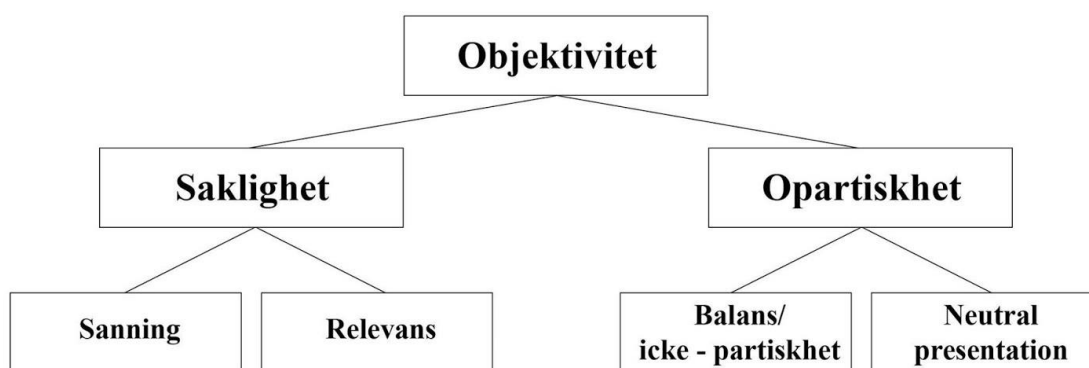 Objektivitet
Saklighet
Opartiskhet
Sanning
Relevans
Balans/
icke - partiskhet
Neutral
presentation